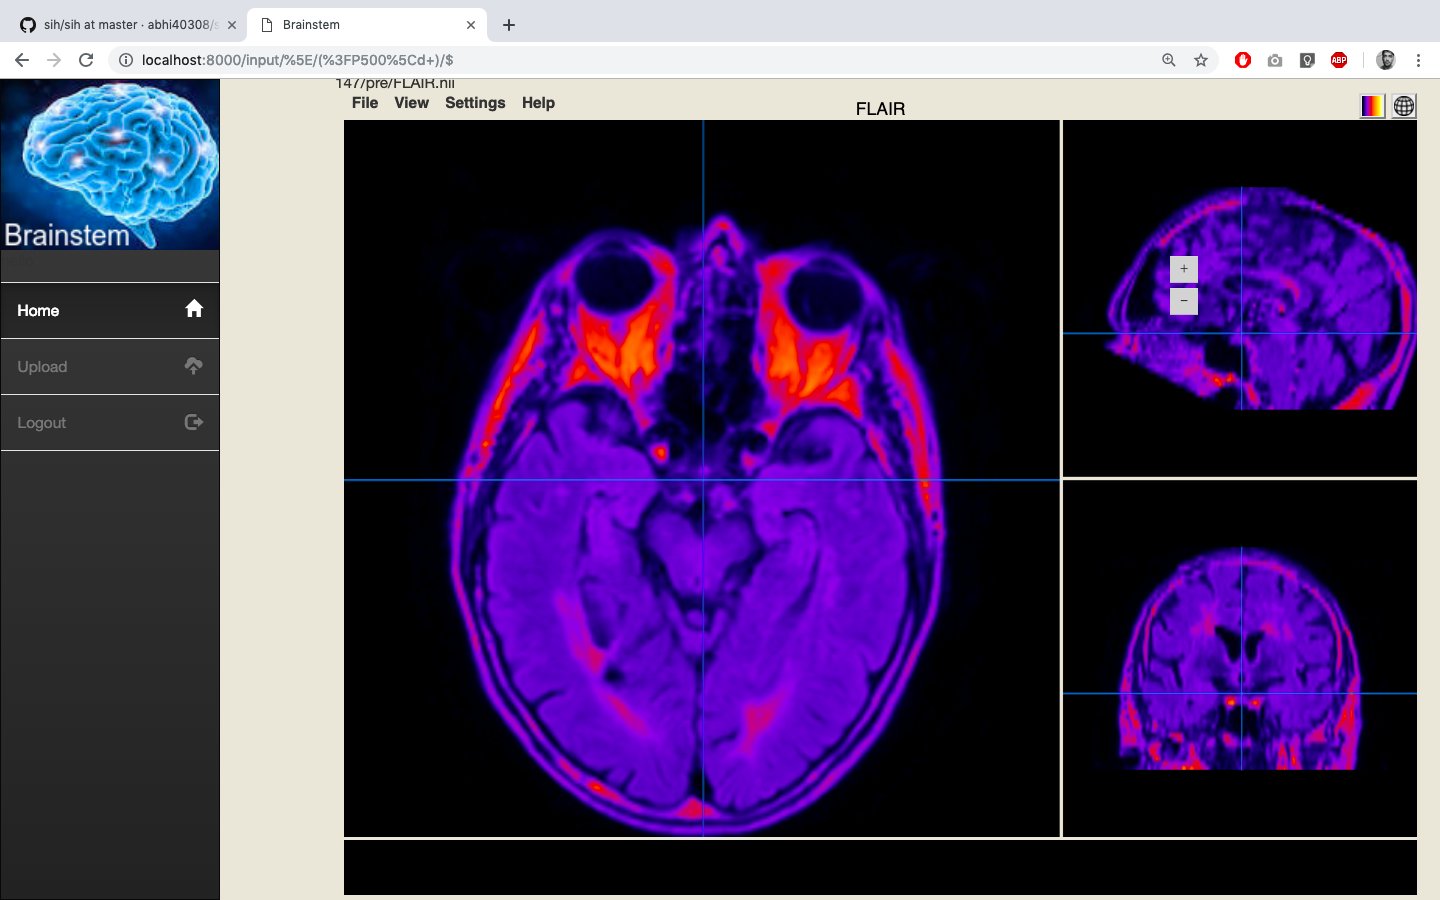 sih/sih at master · abhi40308/s
Brainstem
localhost:8000/input/%5E/(%3FP500%5Cd+)/$
ABP
147/pre/FLAIR.nii
File View Settings Help
FLAIR
Brainstem
Home
Upload
Logout
+
−